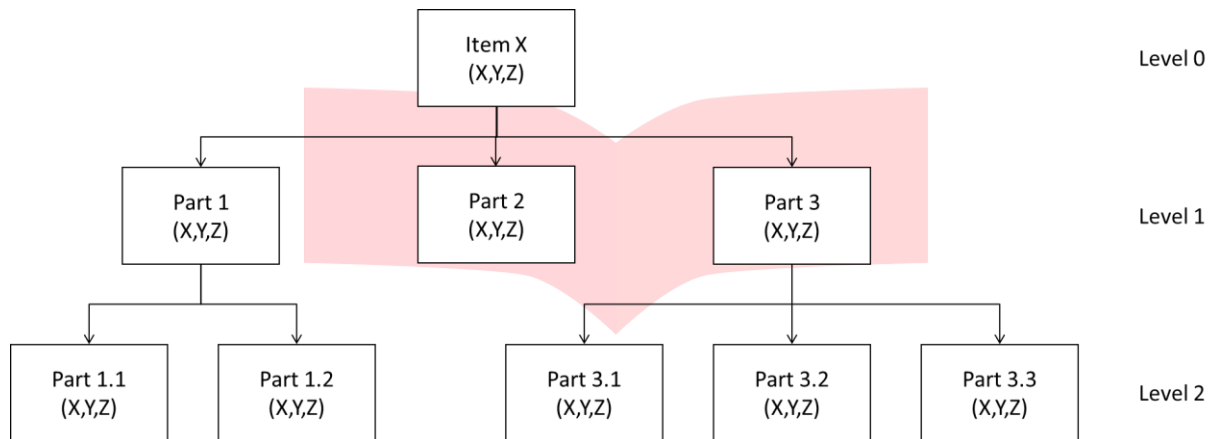 Item X
(X,Y,Z)
Level 0
Part 1
(X,Y,Z)
Part 2
(X,Y,Z)
Part 3
(X,Y,Z)
Level 1
Part 1.1
(X,Y,Z)
Part 1.2
(X,Y,Z)
Part 3.1
(X,Y,Z)
Part 3.2
(X,Y,Z)
Part 3.3
(X,Y,Z)
Level 2